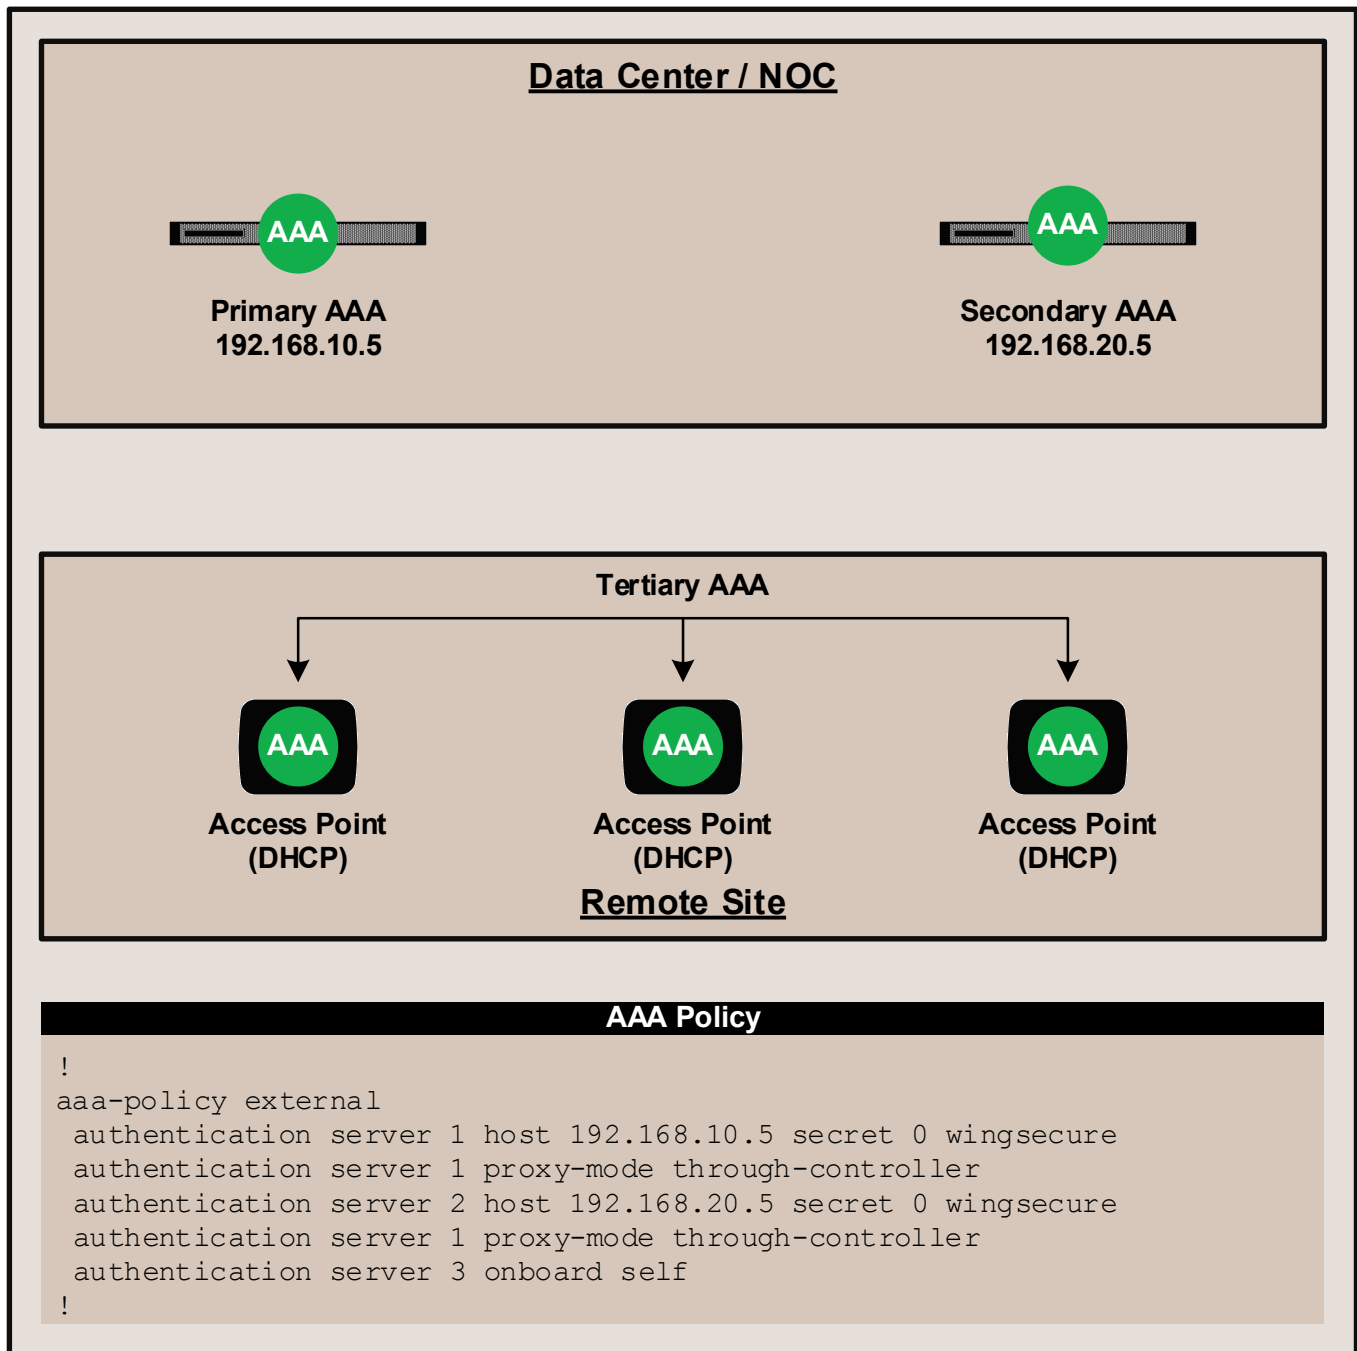 Data Center / NOC
AAA
AAA
Primary AAA
192.168.10.5
Secondary AAA
192.168.20.5
Tertiary AAA
AAA
AAA
AAA
Access Point
(DHCP)
Access Point
(DHCP)
Access Point
(DHCP)
Remote Site
AAA Policy
!
aaa-policy external
authentication server 1 host 192.168.10.5 secret 0 wingsecure
authentication server 1 proxy-mode through-controller
authentication server 2 host 192.168.20.5 secret 0 wingsecure
authentication server 1 proxy-mode through-controller
authentication server 3 onboard self
!